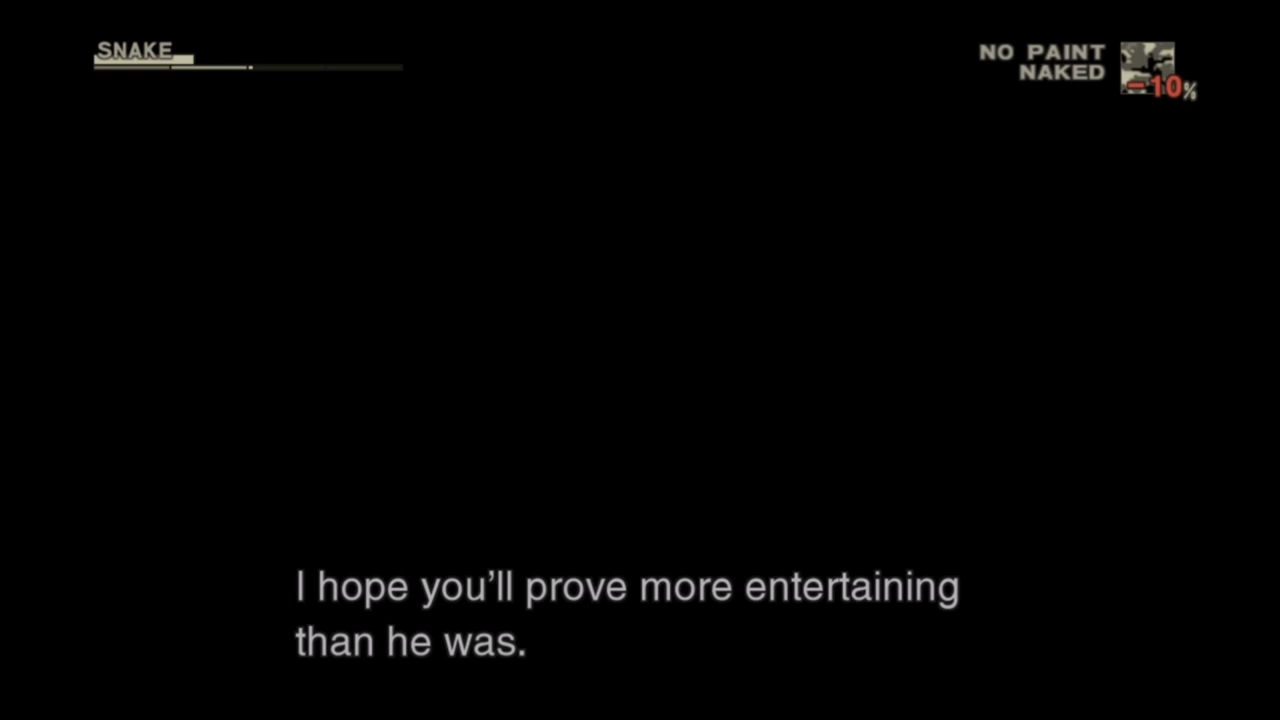 SNAKE
NO PAINT
NAKED
-10%
I hope you’ll prove more entertaining
than he was.